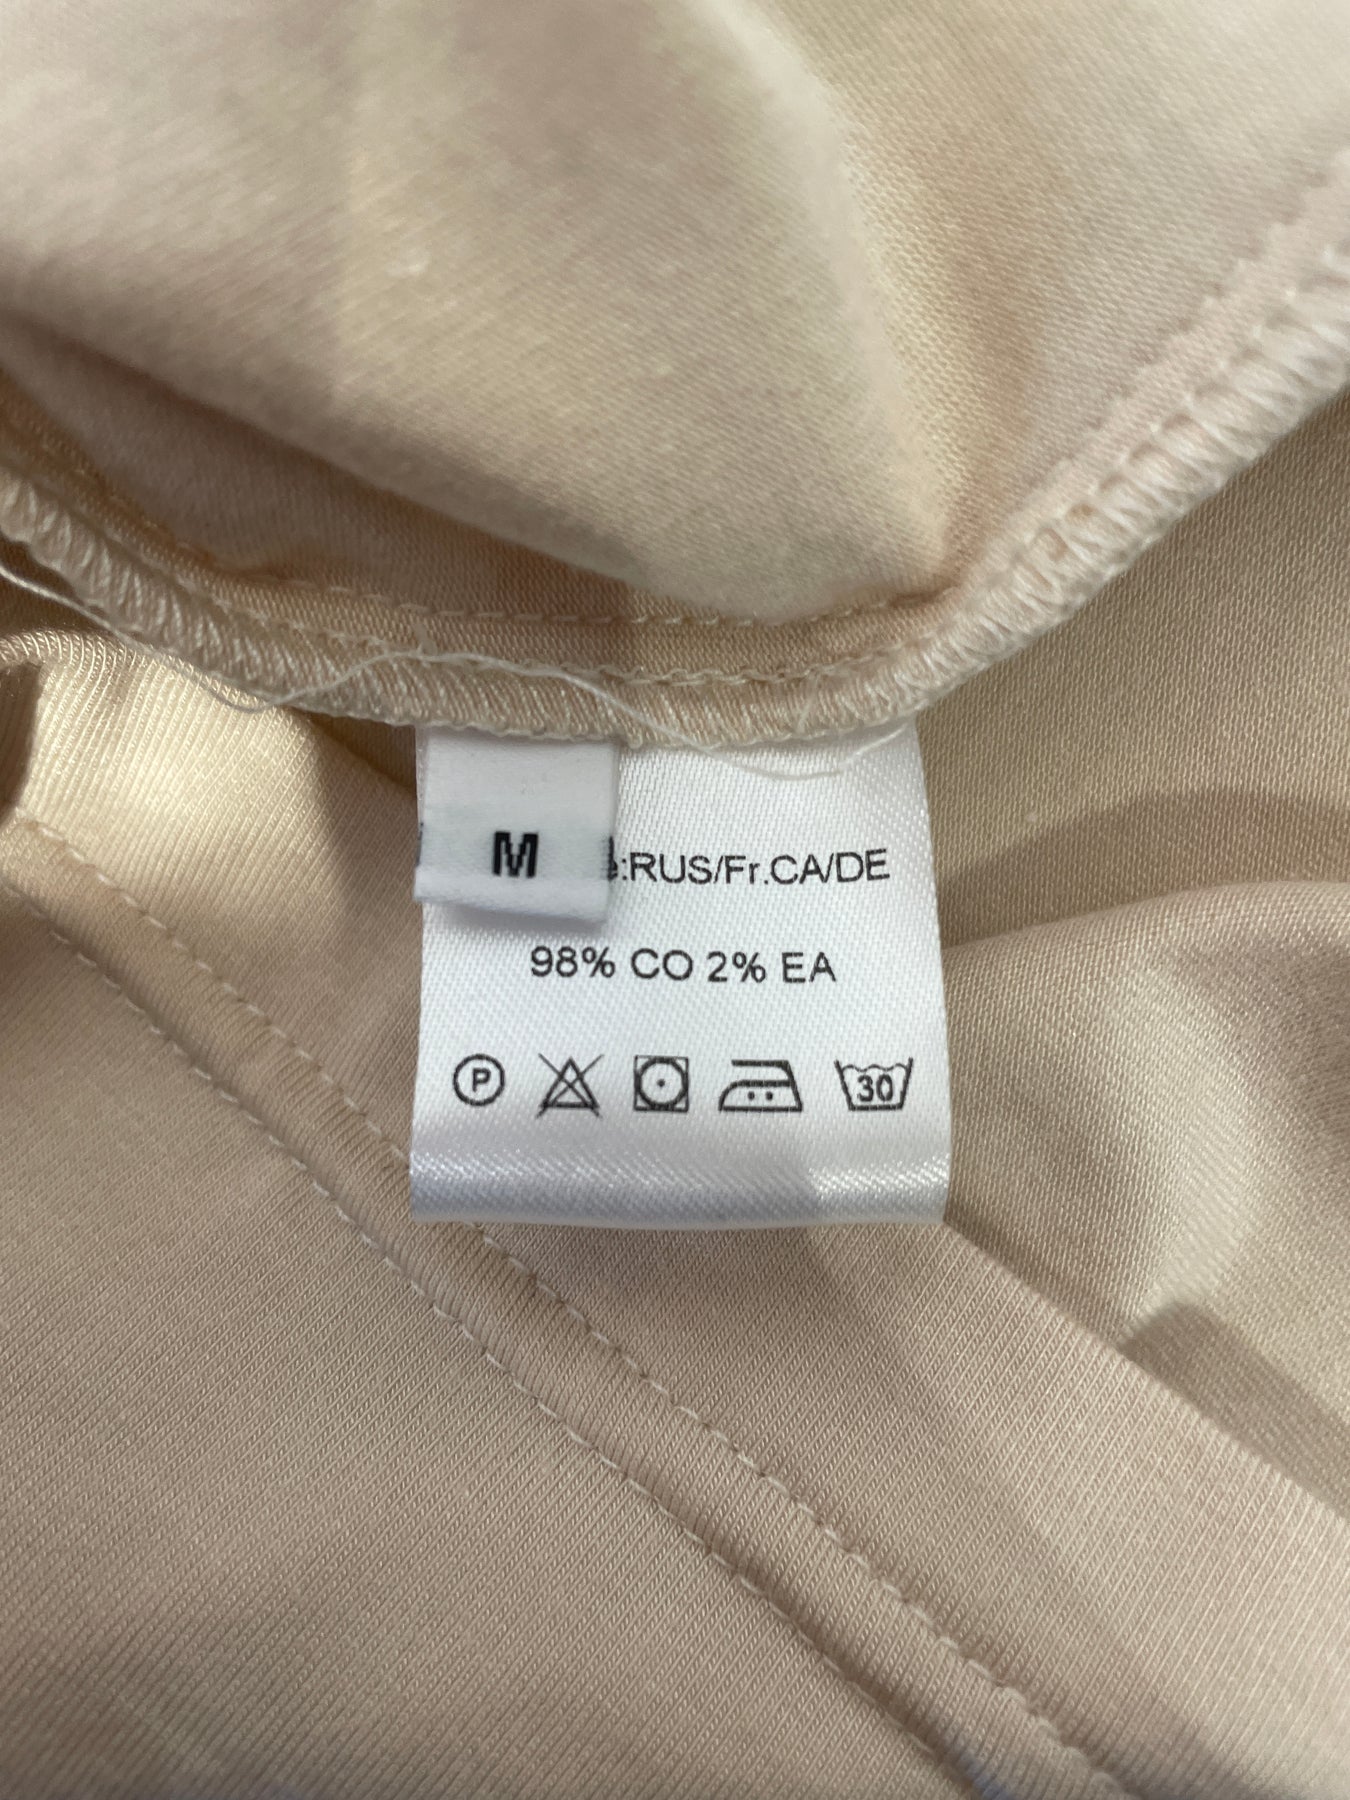 M
:RUS/Fr.CA/DE
98% CO 2% EA
P 30